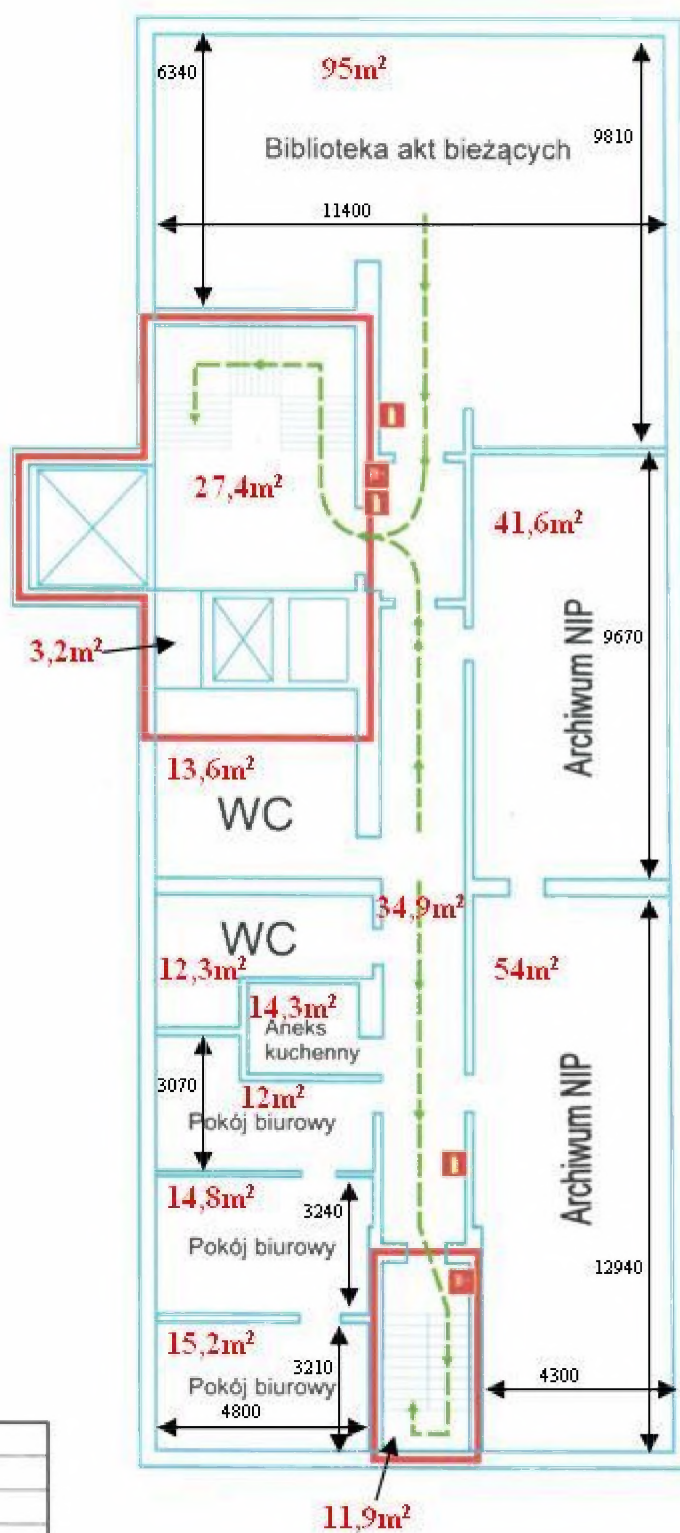 6340
95m²
9810
Biblioteka akt bieżących
11400
27,4m²
41,6m²
Archiwum NIP
9670
3,2m²
13,6m²
WC
34,9m²
WC
12,3m²
54m²
14,3m²
Aneks
kuchenny
3070
12m²
Pokój biurowy
Archiwum NIP
14,8m²
3240
Pokój biurowy
12940
15,2m²
3210
Pokój biurowy
4300
4800
11,9m²